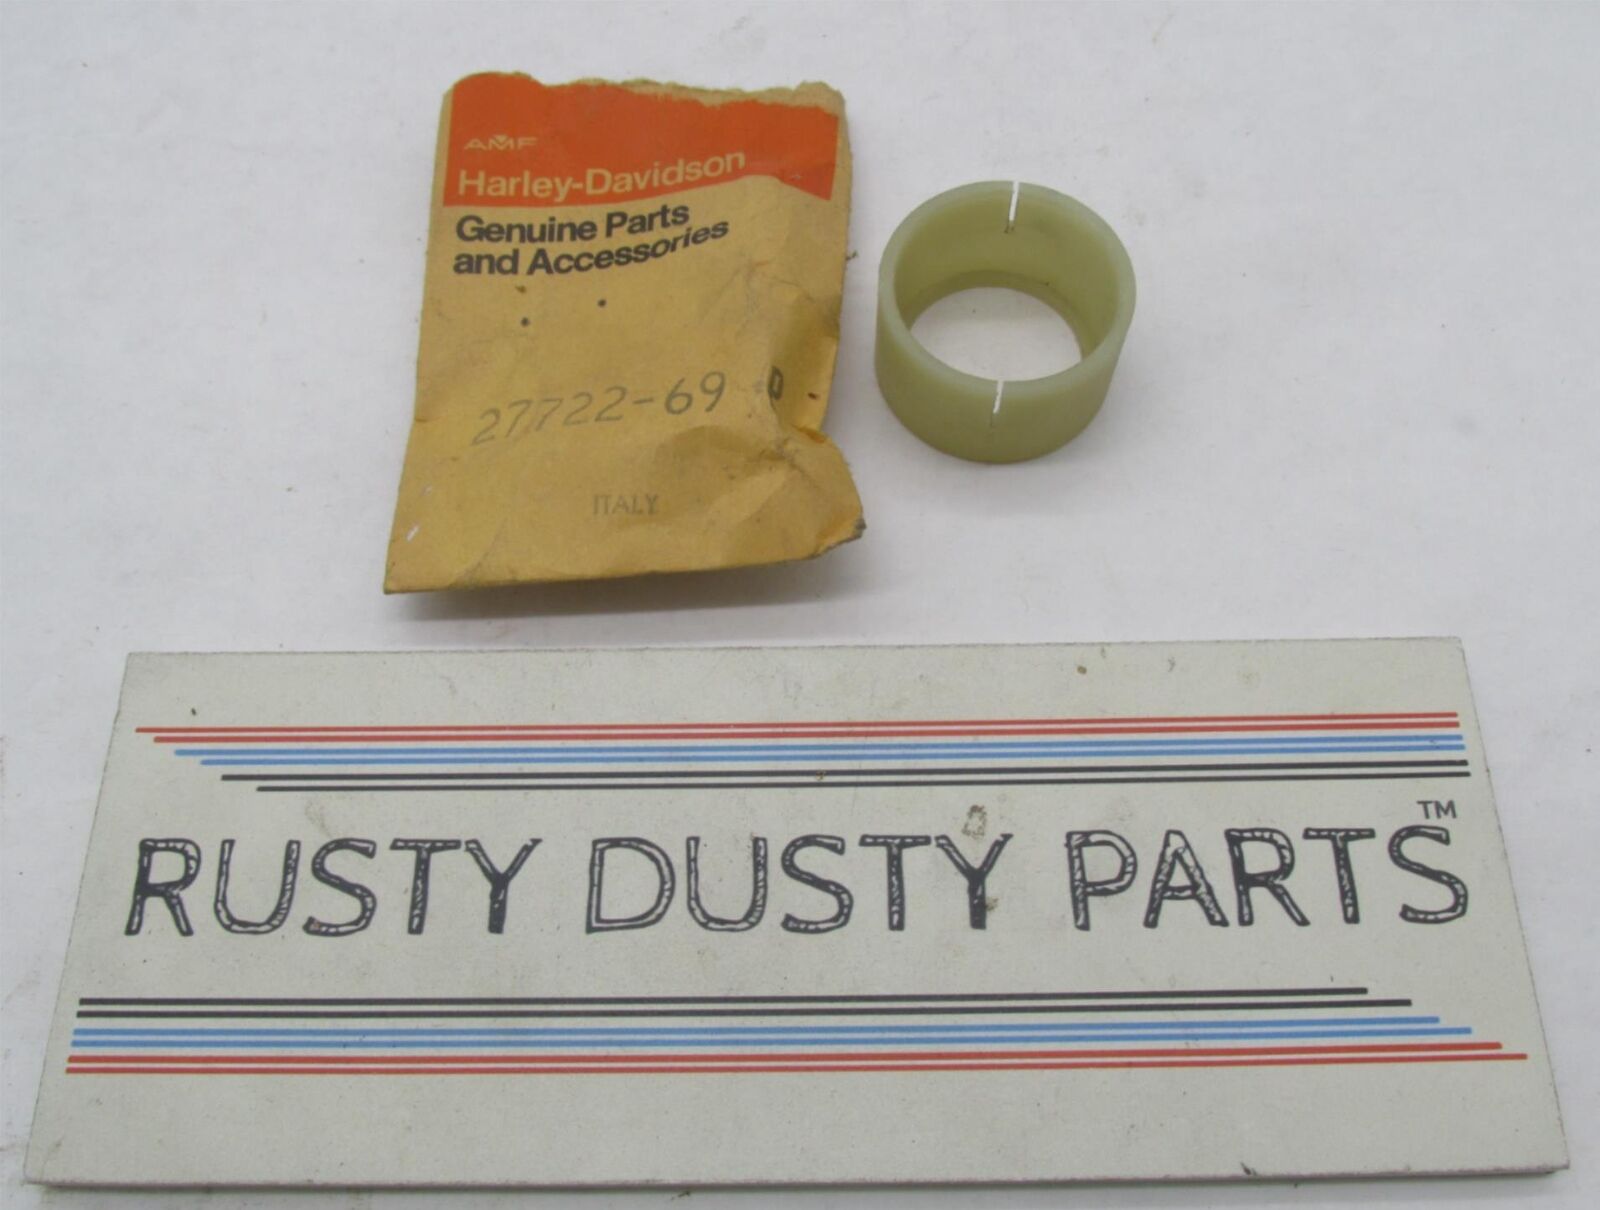 AMF
Harley-Davidson
Genuine Parts
and Accessories
27722-69
ITALY
RUSTY DUSTY PARTS™